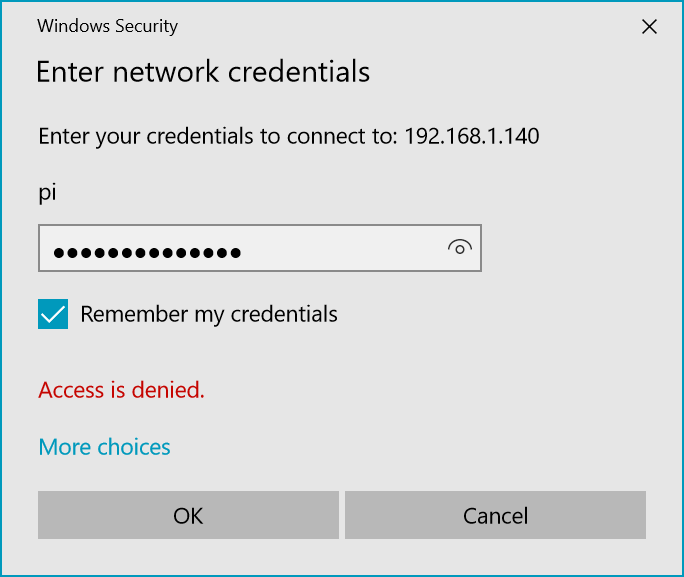 Windows Security
Enter network credentials
Enter your credentials to connect to: 192.168.1.140
pi
●●●●●●●●●●●●●●
Remember my credentials
Access is denied.
More choices
OK Cancel